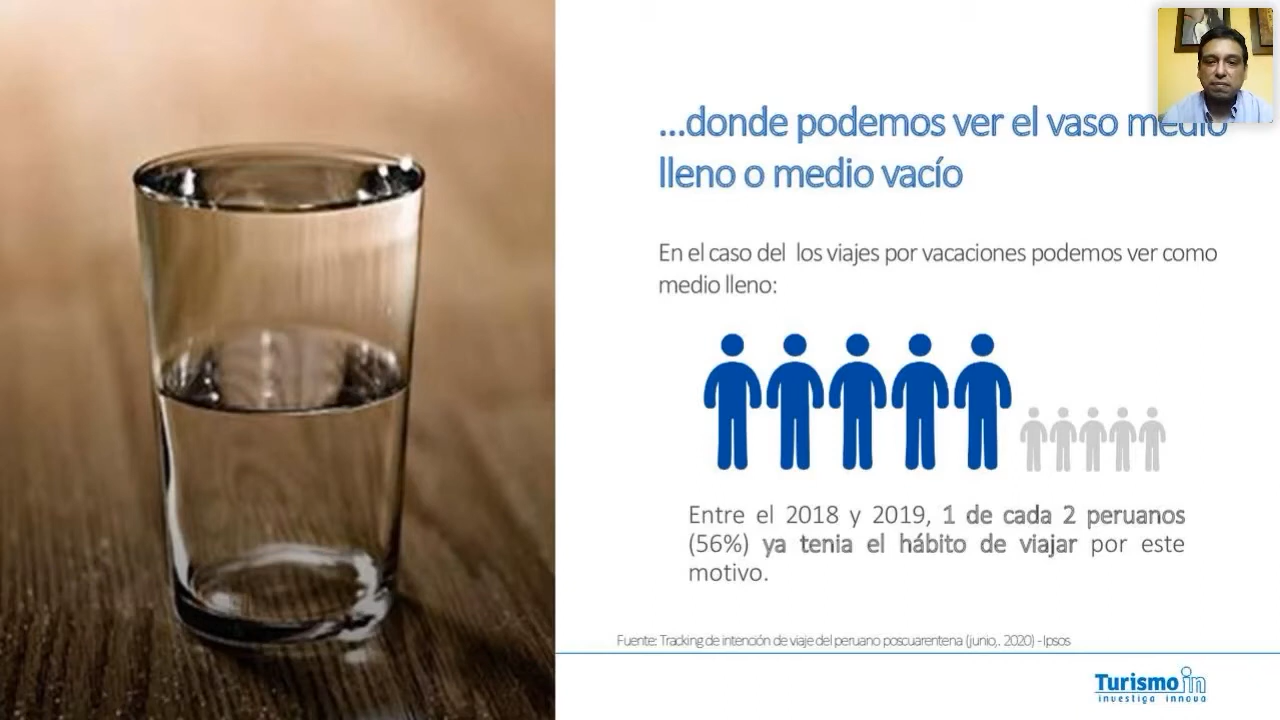 ...donde podemos ver el vaso medio
lleno o medio vacío
En el caso del los viajes por vacaciones podemos ver como
medio lleno:
Entre el 2018 y 2019, 1 de cada 2 peruanos
(56%) ya tenia el hábito de viajar por este
motivo.
Fuente: Tracking de intención de viaje del peruano poscuarentena (junio,. 2020) - Ipsos
Turismo in
investiga innova